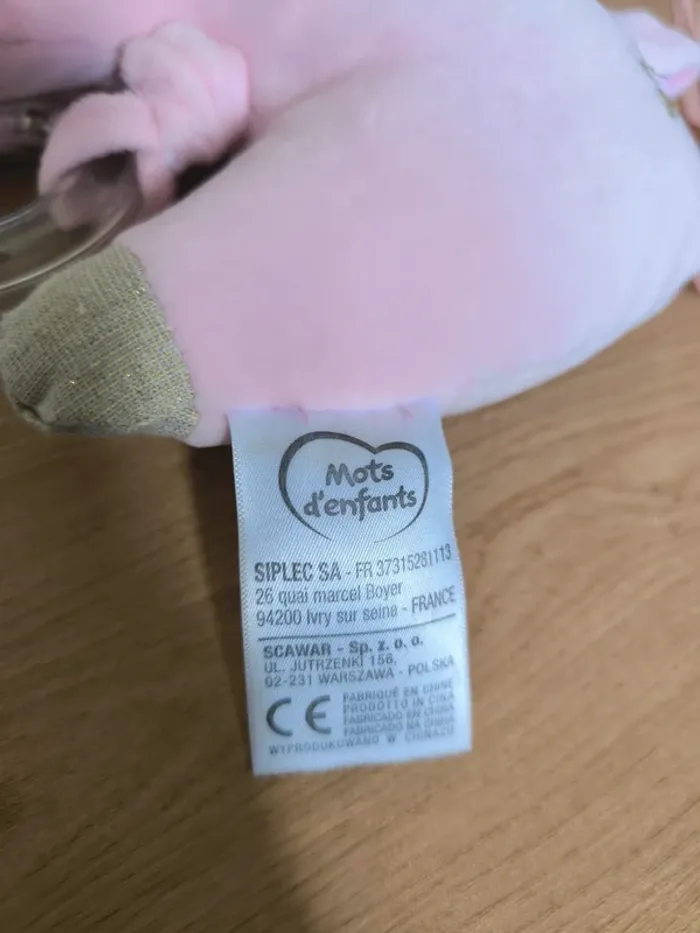 Mots
d'enfants
SIPLEC SA - FR 37315281113
26 quai marcel Boyer
94200 Ivry sur seine - FRANCE
SCAWAR - Sp. z. o. o.
UL. JUTRZENKI 156,
02-231 WARSZAWA - POLSKA
CE
FABRIQUÉ EN CHINE
PRODOTTO IN CINA
FABRICADO EN CHINA
FABRICADO NA CHINA
WYPRODUKOWANO W CHINACH